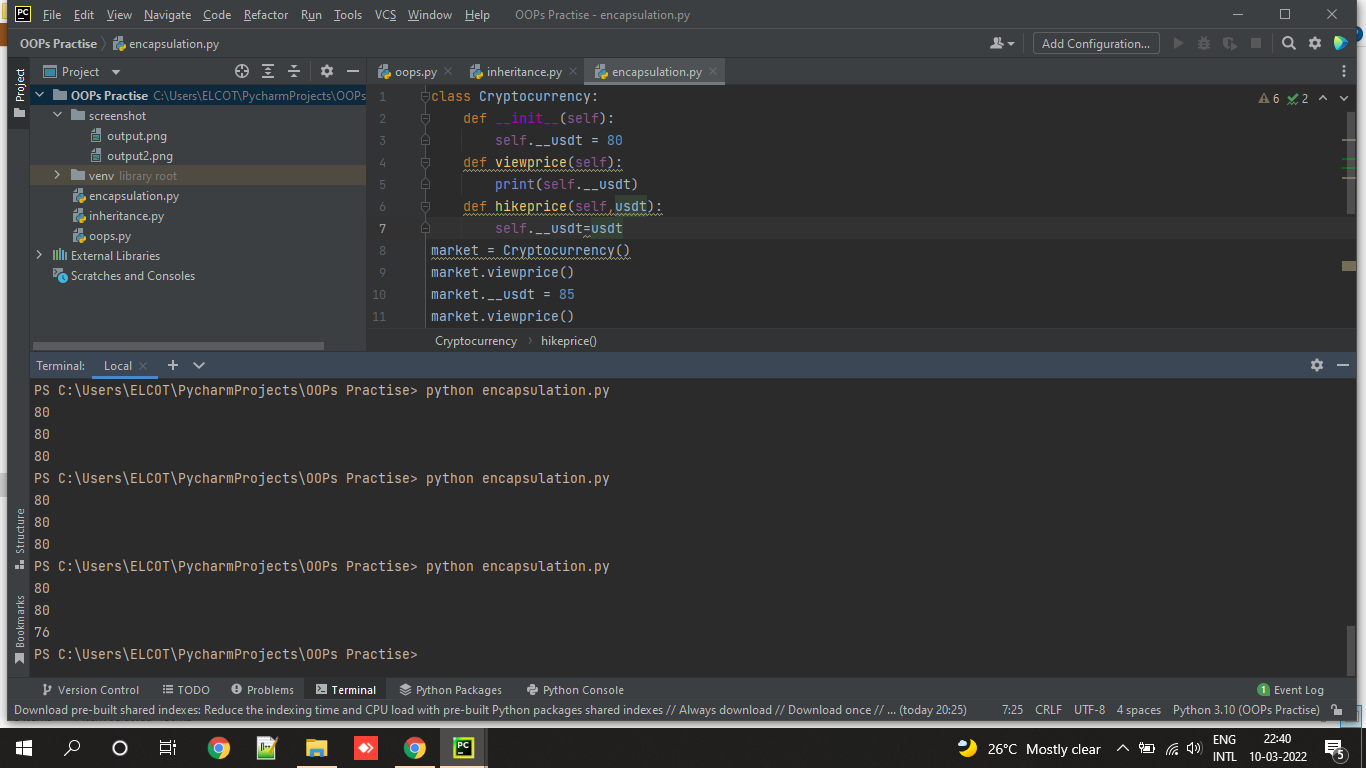 PC File Edit View Navigate Code Refactor Run Tools VCS Window Help OOPs Practise - encapsulation.py
OOPs Practise encapsulation.py Add Configuration...
Project
Project
oops.py inheritance.py encapsulation.py
OOPs Practise C:\Users\ELCOT\PycharmProjects\OOPs
screenshot
output.png
output2.png
venv library root
encapsulation.py
inheritance.py
oops.py
External Libraries
Scratches and Consoles
6 2
1 class Cryptocurrency:
2 def __init__(self):
3 self.__usdt = 80
4 def viewprice(self):
5 print(self.__usdt)
6 def hikeprice(self,usdt):
7 self.__usdt=usdt
8 market = Cryptocurrency()
9 market.viewprice()
10 market.__usdt = 85
11 market.viewprice()
Cryptocurrency hikeprice()
Terminal: Local
PS C:\Users\ELCOT\PycharmProjects\OOPs Practise> python encapsulation.py
80
80
80
PS C:\Users\ELCOT\PycharmProjects\OOPs Practise> python encapsulation.py
80
80
80
PS C:\Users\ELCOT\PycharmProjects\OOPs Practise> python encapsulation.py
80
80
76
PS C:\Users\ELCOT\PycharmProjects\OOPs Practise>
Structure
Bookmarks
Version Control TODO Problems Terminal Python Packages Python Console 1 Event Log
Download pre-built shared indexes: Reduce the indexing time and CPU load with pre-built Python packages shared indexes // Always download // Download once // ... (today 20:25) 7:25 CRLF UTF-8 4 spaces Python 3.10 (OOPs Practise)
PC 26°C Mostly clear ENG 22:40
INTL 10-03-2022 5